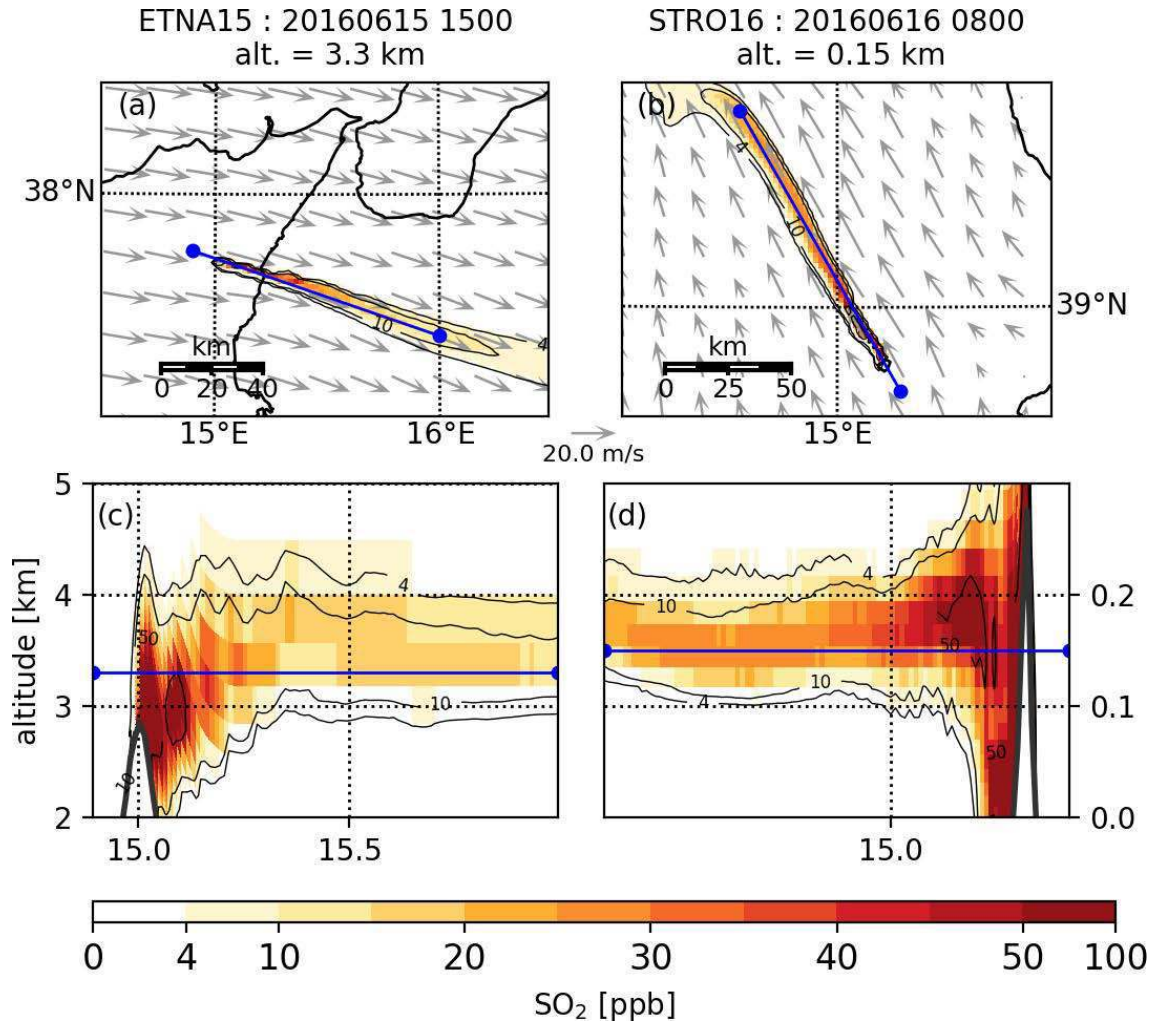 ETNA15 : 20160615 1500
alt. = 3.3 km
STRO16 : 20160616 0800
alt. = 0.15 km
(a)
(b)
38°N
39°N
4
10
10
4
km
0 20 40
km
0 25 50
15°E 16°E
15°E
20.0 m/s
(c)
(d)
altitude [km]
5
4
3
2
0.2
0.1
0.0
4
50
10
10
4
10
50
10
4
50
15.0 15.5
15.0
0 4 10 20 30 40 50 100
SO₂ [ppb]